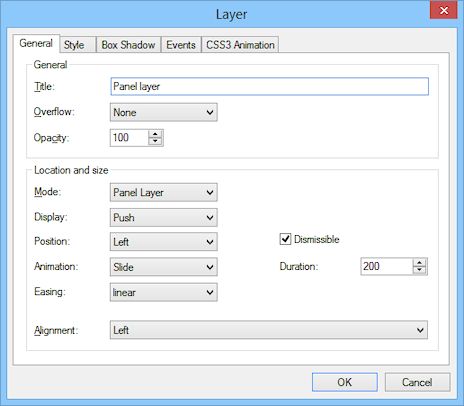 Layer
General Style Box Shadow Events CSS3 Animation
General
Title: Panel layer
Overflow: None
Opacity: 100
Location and size
Mode: Panel Layer
Display: Push
Position: Left Dismissible
Animation: Slide Duration: 200
Easing: linear
Alignment: Left
OK Cancel